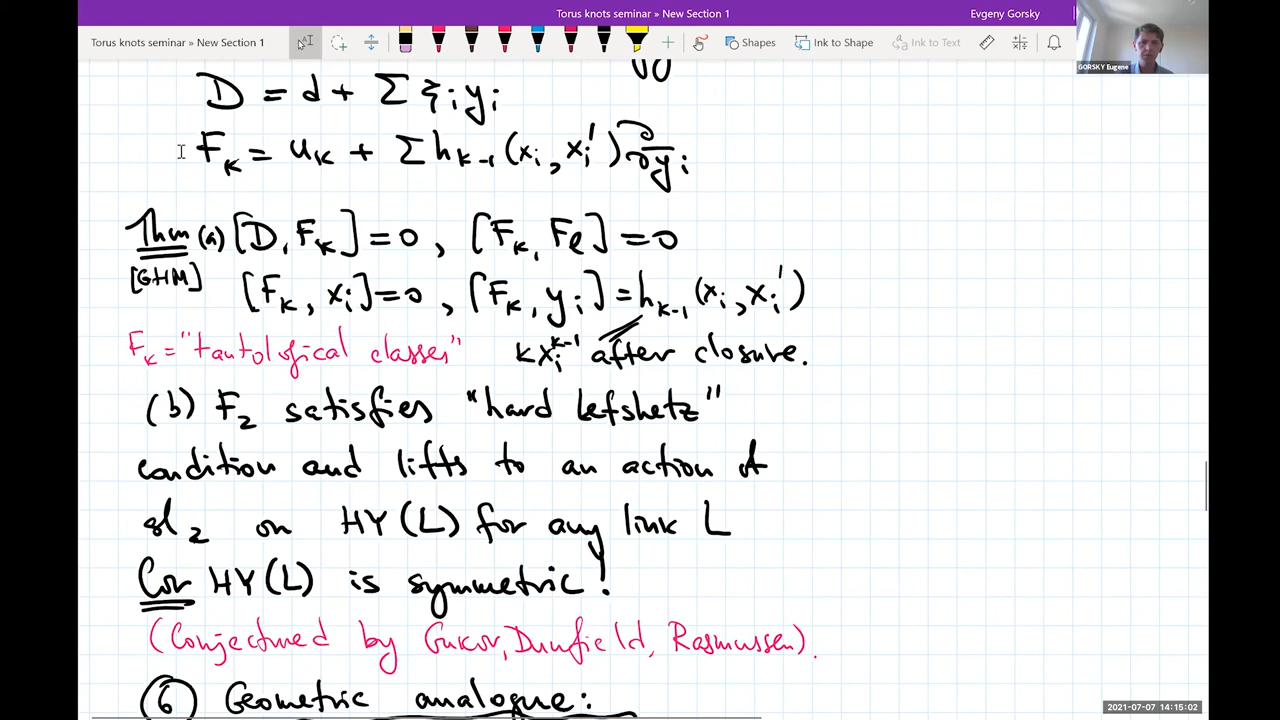 Torus knots seminar » New Section 1
Evgeny Gorsky
Torus knots seminar » New Section 1
Shapes
Ink to Shape
Ink to Text
GORSKY Eugene
D = d + Σ ξ_i y_i
F_k = u_k + Σ h_{k-1}(x_i, x_i') ∂/∂y_i
Thm (a) [D, F_k] = 0, [F_k, F_l] = 0
[GHM] [F_k, x_i] = 0, [F_k, y_i] = h_{k-1}(x_i, x_i')
F_k = "tautological classes" k x_i^{k-1} after closure.
(b) F_2 satisfies "hard Lefshetz"
condition and lifts to an action of
sl_2 on HY(L) for any link L
Cor HY(L) is symmetric!
(Conjectured by Gukov, Dunfield, Rasmussen).
⑥ Geometric analogue:
2021-07-07 14:15:02